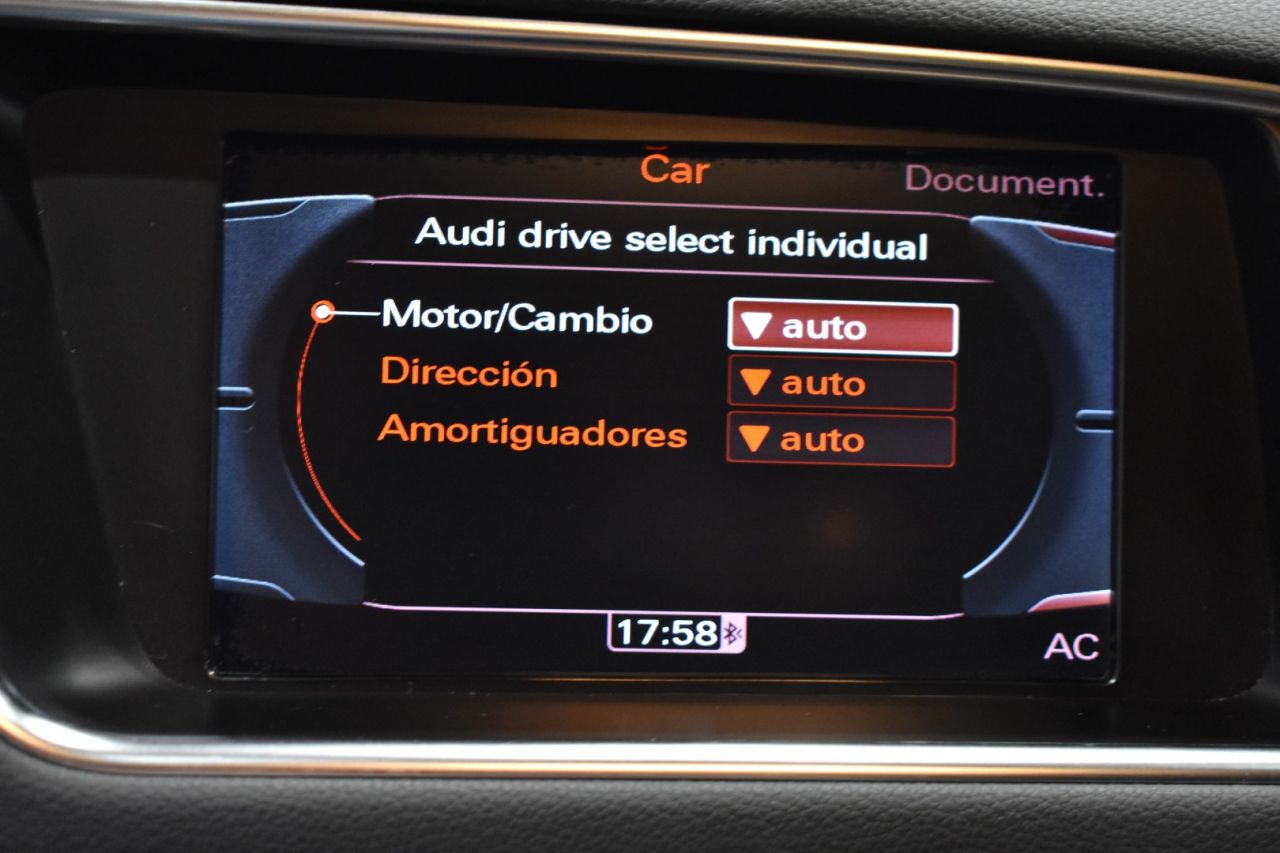 Car
Document.
Audi drive select individual
Motor/Cambio auto
Dirección auto
Amortiguadores auto
17:58
AC